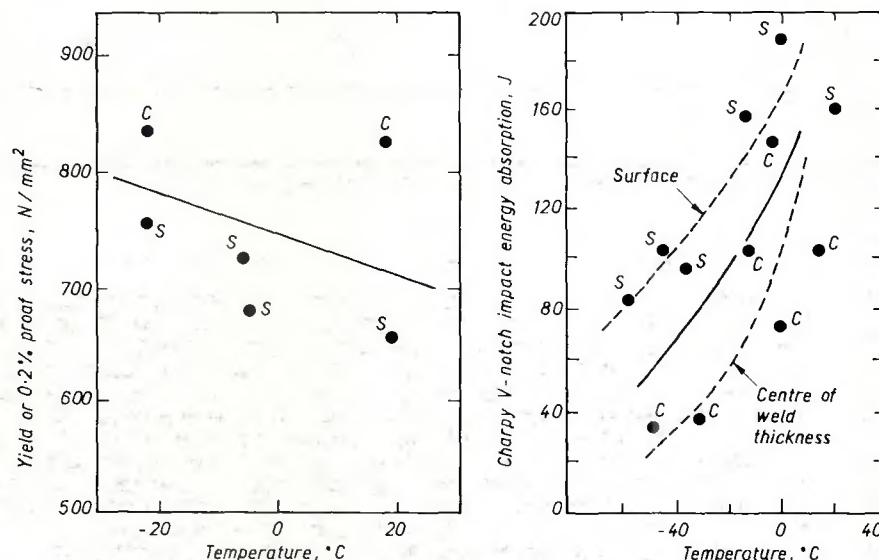 Yield or 0·2% proof stress, N/mm²
940
800
700
600
500
C
C
S
S
S
S
-20
0
20
Temperature, °C
Charpy V-notch impact energy absorption, J
200
160
120
80
40
0
S
S
S
C
Surface
S
S
C
C
S
C
C
C
Centre of
weld
thickness
-40
0
40
Temperature, °C